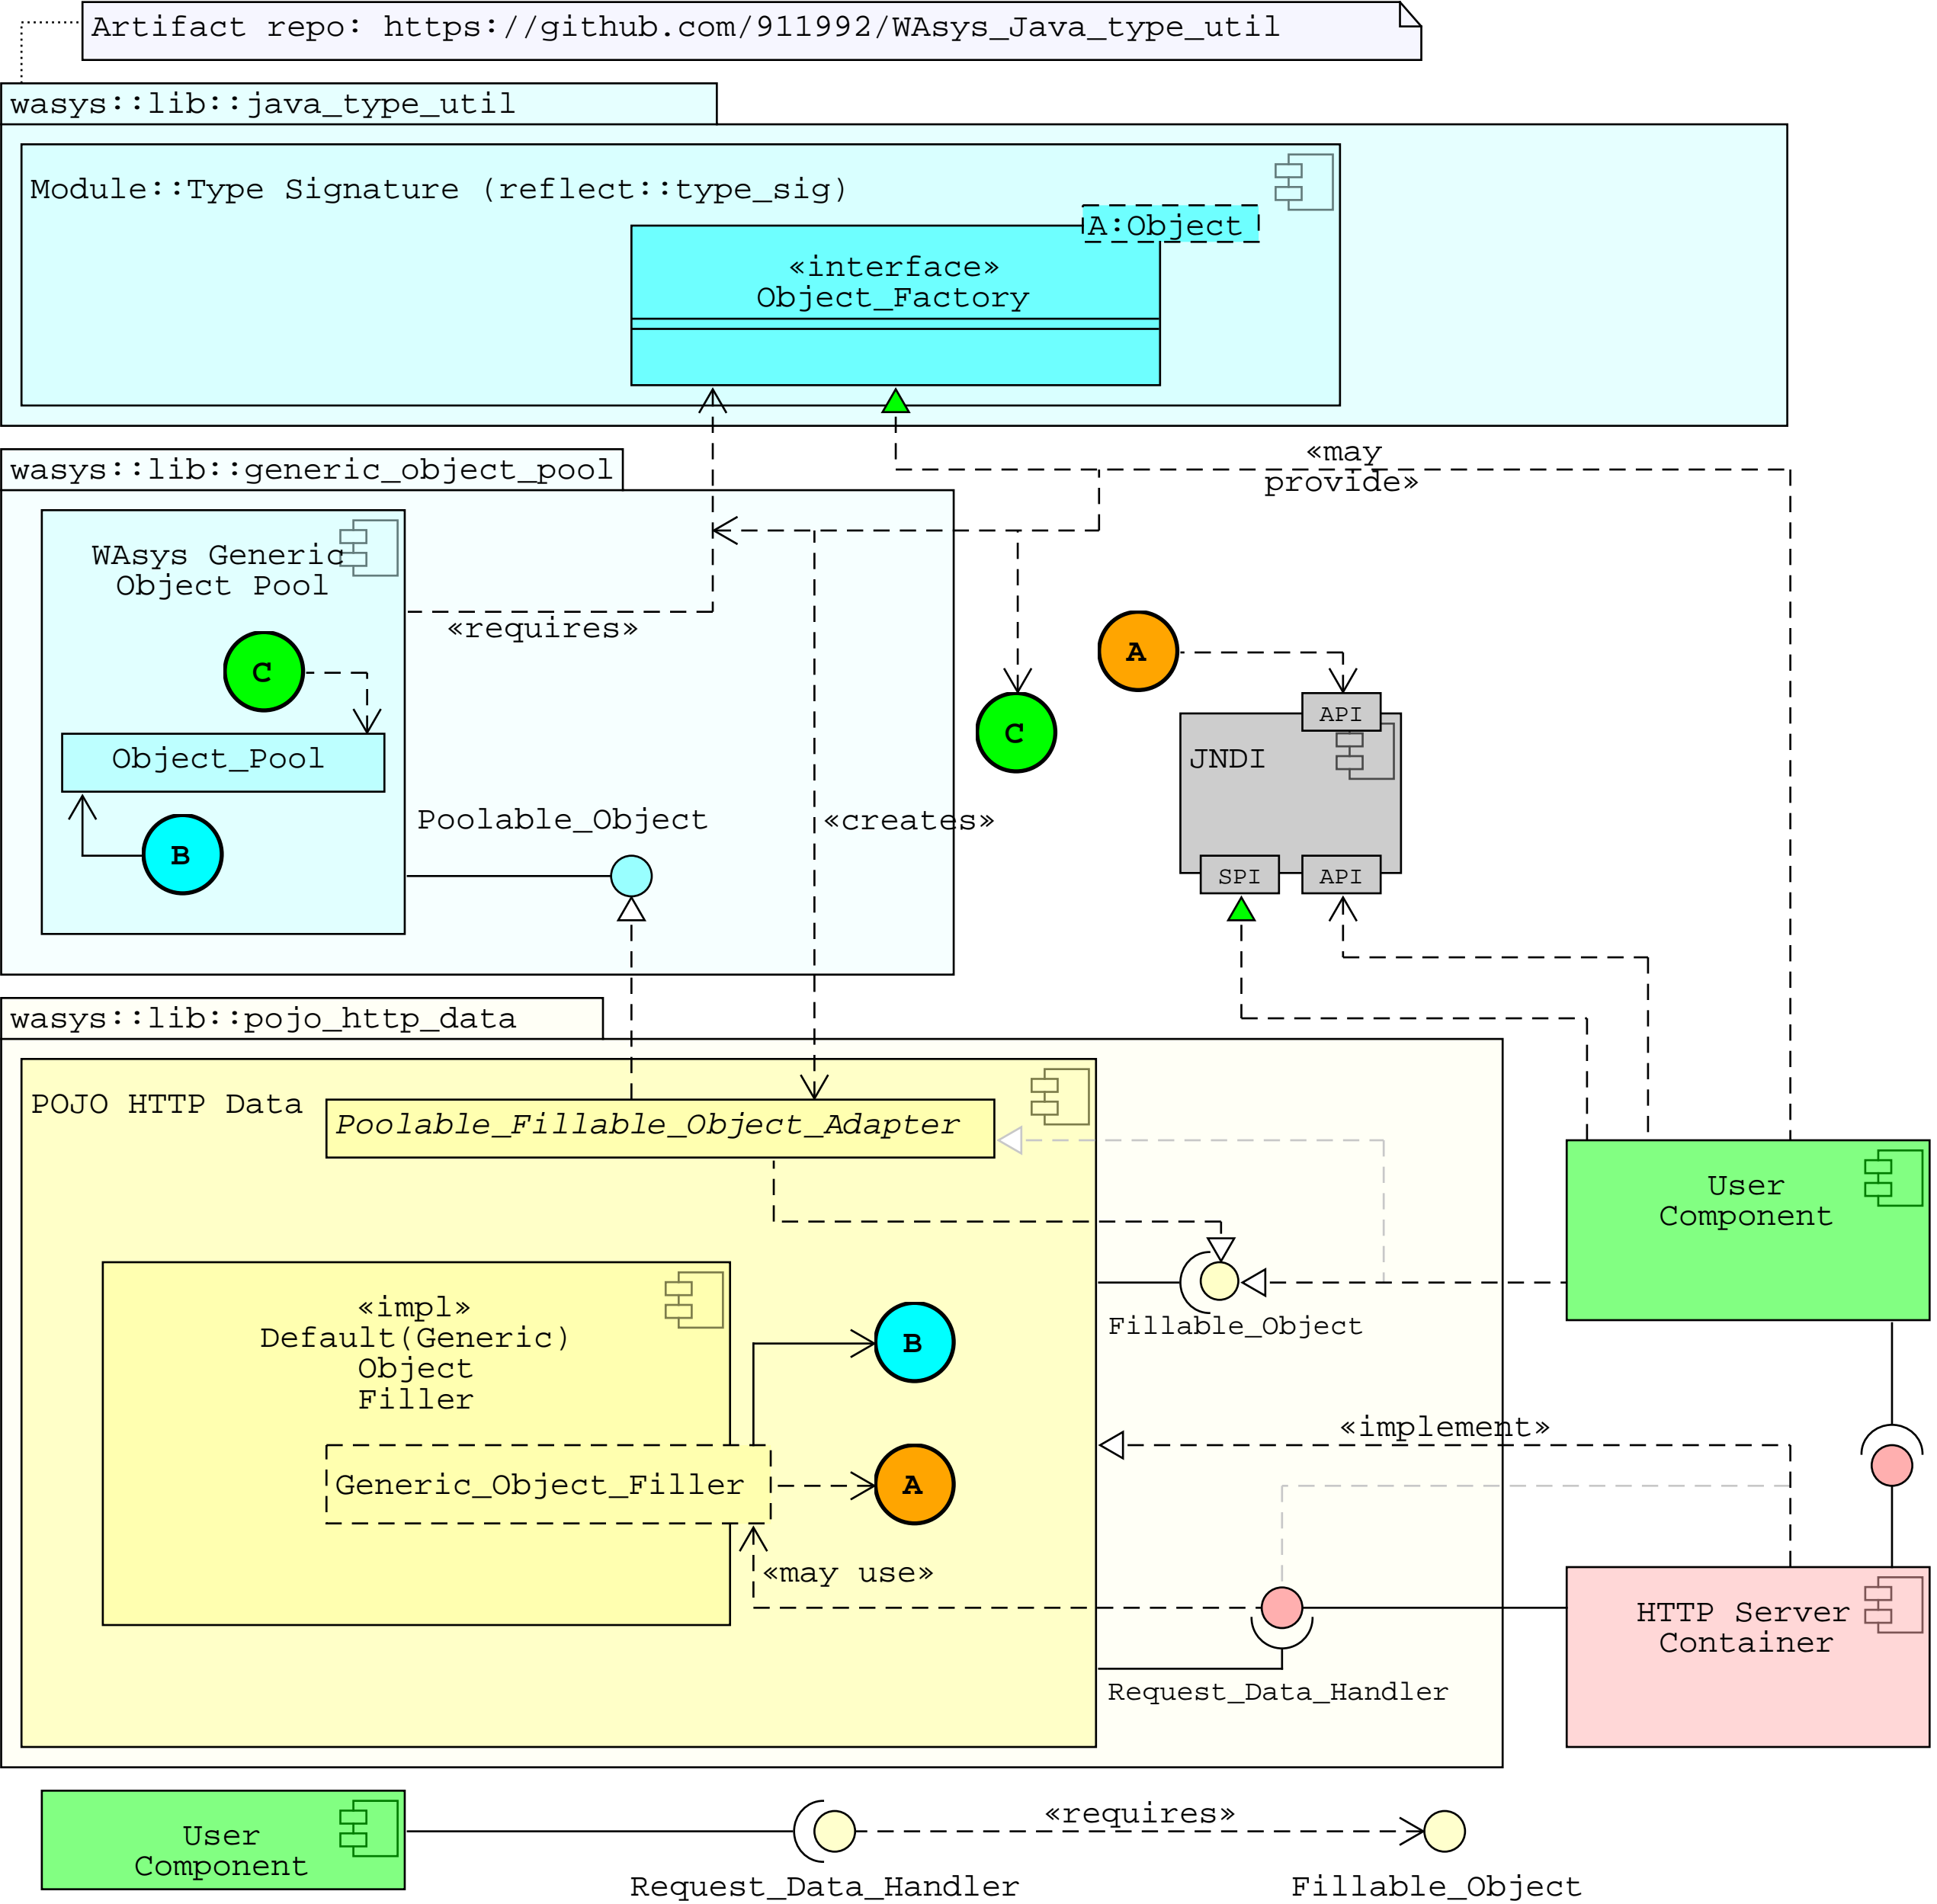 Artifact repo: https://github.com/911992/WAsys_Java_type_util
wasys::lib::java_type_util
Module::Type Signature (reflect::type_sig)
A:Object
«interface»
Object_Factory
«may
provide»
wasys::lib::generic_object_pool
WAsys Generic
Object Pool
«requires»
C
A
C
API
Object_Pool
JNDI
Poolable_Object
«creates»
B
SPI
API
wasys::lib::pojo_http_data
POJO HTTP Data
Poolable_Fillable_Object_Adapter
User
Component
«impl»
Default(Generic)
Object
Filler
Fillable_Object
B
«implement»
Generic_Object_Filler
A
«may use»
HTTP Server
Container
Request_Data_Handler
User
Component
«requires»
Request_Data_Handler
Fillable_Object